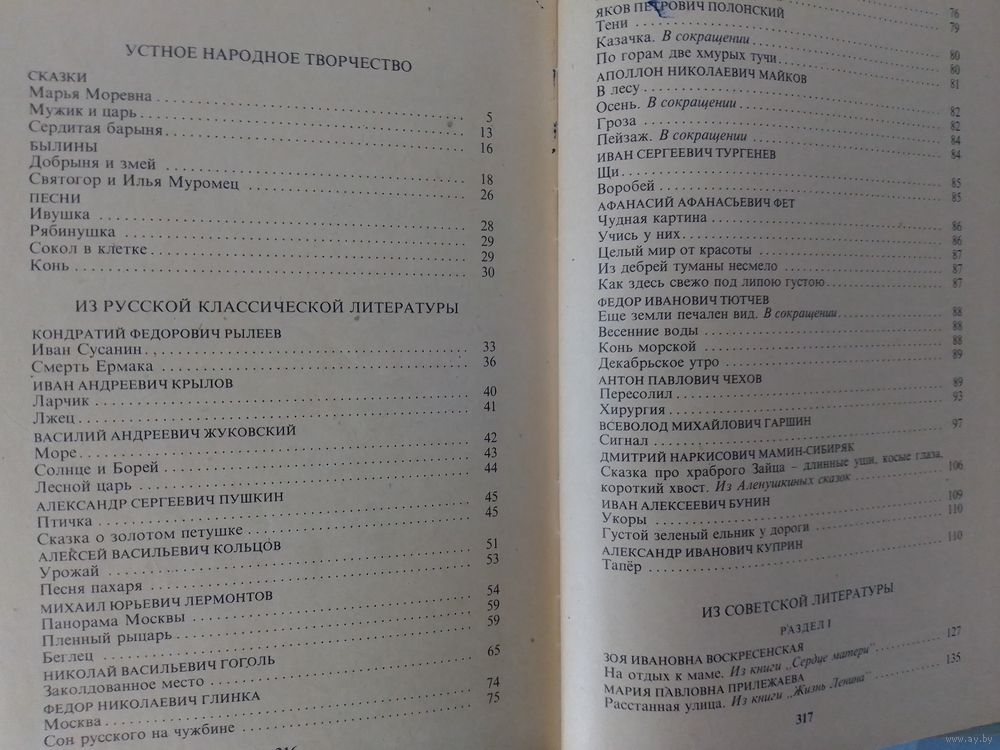 УСТНОЕ НАРОДНОЕ ТВОРЧЕСТВО
СКАЗКИ
Марья Моревна 5
Мужик и царь 13
Сердитая барыня 16
БЫЛИНЫ
Добрыня и змей 18
Святогор и Илья Муромец 26
ПЕСНИ
Ивушка 28
Рябинушка 29
Сокол в клетке 29
Конь 30
ИЗ РУССКОЙ КЛАССИЧЕСКОЙ ЛИТЕРАТУРЫ
КОНДРАТИЙ ФЕДОРОВИЧ РЫЛЕЕВ
Иван Сусанин 33
Смерть Ермака 36
ИВАН АНДРЕЕВИЧ КРЫЛОВ
Ларчик 40
Лжец 41
ВАСИЛИЙ АНДРЕЕВИЧ ЖУКОВСКИЙ
Море 42
Солнце и Борей 43
Лесной царь 44
АЛЕКСАНДР СЕРГЕЕВИЧ ПУШКИН
Птичка 45
Сказка о золотом петушке 45
АЛЕКСЕЙ ВАСИЛЬЕВИЧ КОЛЬЦОВ
Урожай 51
Песня пахаря 53
МИХАИЛ ЮРЬЕВИЧ ЛЕРМОНТОВ
Панорама Москвы 54
Пленный рыцарь 59
Беглец 59
НИКОЛАЙ ВАСИЛЬЕВИЧ ГОГОЛЬ
Заколдованное место 65
ФЕДОР НИКОЛАЕВИЧ ГЛИНКА
Москва 74
Сон русского на чужбине 75
316
76
ЯКОВ ПЕТРОВИЧ ПОЛОНСКИЙ
Тени 79
Казачка. В сокращении 80
По горам две хмурых тучи 80
АПОЛЛОН НИКОЛАЕВИЧ МАЙКОВ
В лесу 81
Осень. В сокращении 82
Гроза 82
Пейзаж. В сокращении 84
ИВАН СЕРГЕЕВИЧ ТУРГЕНЕВ
Щи 84
Воробей 85
85
АФАНАСИЙ АФАНАСЬЕВИЧ ФЕТ
Чудная картина 86
Учись у них 86
Целый мир от красоты 87
Из дебрей туманы несмело 87
Как здесь свежо под липою густою 87
ФЕДОР ИВАНОВИЧ ТЮТЧЕВ
Еще земли печален вид. В сокращении 88
Весенние воды 88
Конь морской 88
Декабрьское утро 89
АНТОН ПАВЛОВИЧ ЧЕХОВ
Пересолил 89
Хирургия 93
ВСЕВОЛОД МИХАЙЛОВИЧ ГАРШИН
Сигнал 97
ДМИТРИЙ НАРКИСОВИЧ МАМИН-СИБИРЯК
Сказка про храброго Зайца – длинные уши, косые глаза,
короткий хвост. Из Аленушкиных сказок 106
ИВАН АЛЕКСЕЕВИЧ БУНИН
Укоры 109
Густой зеленый ельник у дороги 110
АЛЕКСАНДР ИВАНОВИЧ КУПРИН
Тапёр 110
ИЗ СОВЕТСКОЙ ЛИТЕРАТУРЫ
РАЗДЕЛ I
ЗОЯ ИВАНОВНА ВОСКРЕСЕНСКАЯ
На отдых к маме. Из книги „Сердце матери" 127
МАРИЯ ПАВЛОВНА ПРИЛЕЖАЕВА
Расстанная улица. Из книги „Жизнь Ленина" 135
317
www.ay.by